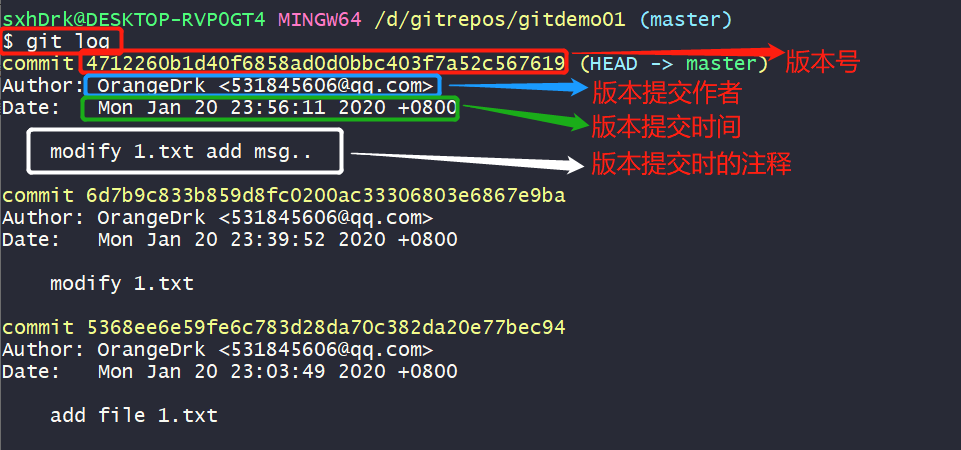 sxhDrk@DESKTOP-RVP0GT4 MINGW64 /d/gitrepos/gitdemo01 (master)
$ git log
commit 4712260b1d40f6858ad0d0bbc403f7a52c567619 (HEAD -> master) 版本号
Author: OrangeDrk <531845606@qq.com> 版本提交作者
Date:   Mon Jan 20 23:56:11 2020 +0800 版本提交时间
modify 1.txt add msg.. 版本提交时的注释
commit 6d7b9c833b859d8fc0200ac33306803e6867e9ba
Author: OrangeDrk <531845606@qq.com>
Date:   Mon Jan 20 23:39:52 2020 +0800
modify 1.txt
commit 5368ee6e59fe6c783d28da70c382da20e77bec94
Author: OrangeDrk <531845606@qq.com>
Date:   Mon Jan 20 23:03:49 2020 +0800
add file 1.txt